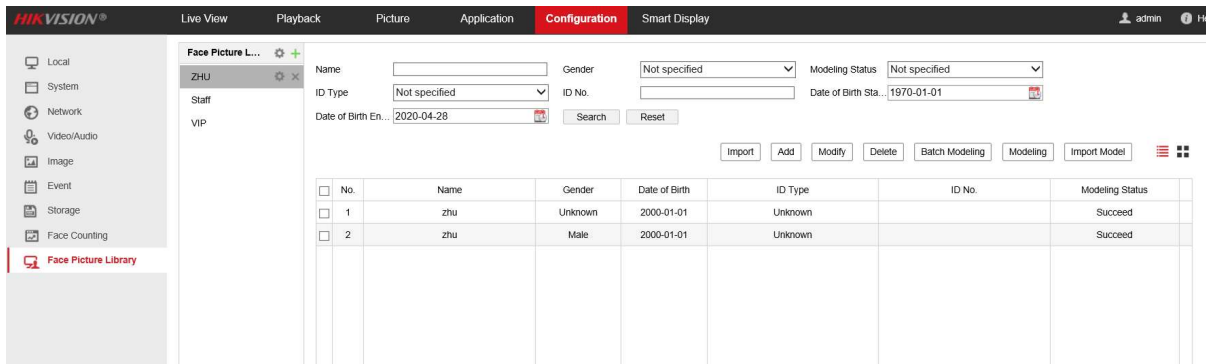 HIKVISION® Live View Playback Picture Application Configuration Smart Display admin
Local
System
Network
Video/Audio
Image
Event
Storage
Face Counting
Face Picture Library
Face Picture L...
ZHU
Staff
VIP
Name Gender Not specified Modeling Status Not specified
ID Type Not specified ID No. Date of Birth Sta... 1970-01-01
Date of Birth En... 2020-04-28 Search Reset
Import Add Modify Delete Batch Modeling Modeling Import Model
No. Name Gender Date of Birth ID Type ID No. Modeling Status
1 zhu Unknown 2000-01-01 Unknown Succeed
2 zhu Male 2000-01-01 Unknown Succeed